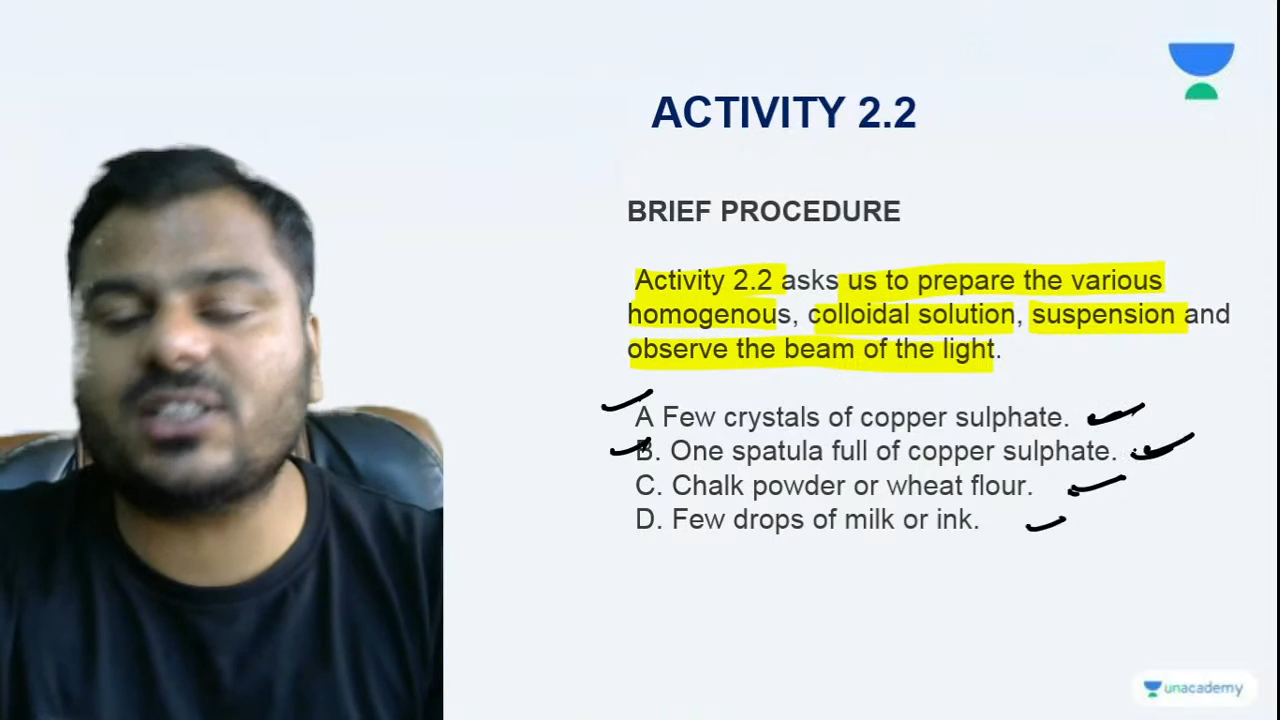 ACTIVITY 2.2
BRIEF PROCEDURE
Activity 2.2 asks us to prepare the various
homogenous, colloidal solution, suspension and
observe the beam of the light.
A Few crystals of copper sulphate.
B. One spatula full of copper sulphate.
C. Chalk powder or wheat flour.
D. Few drops of milk or ink.
unacademy